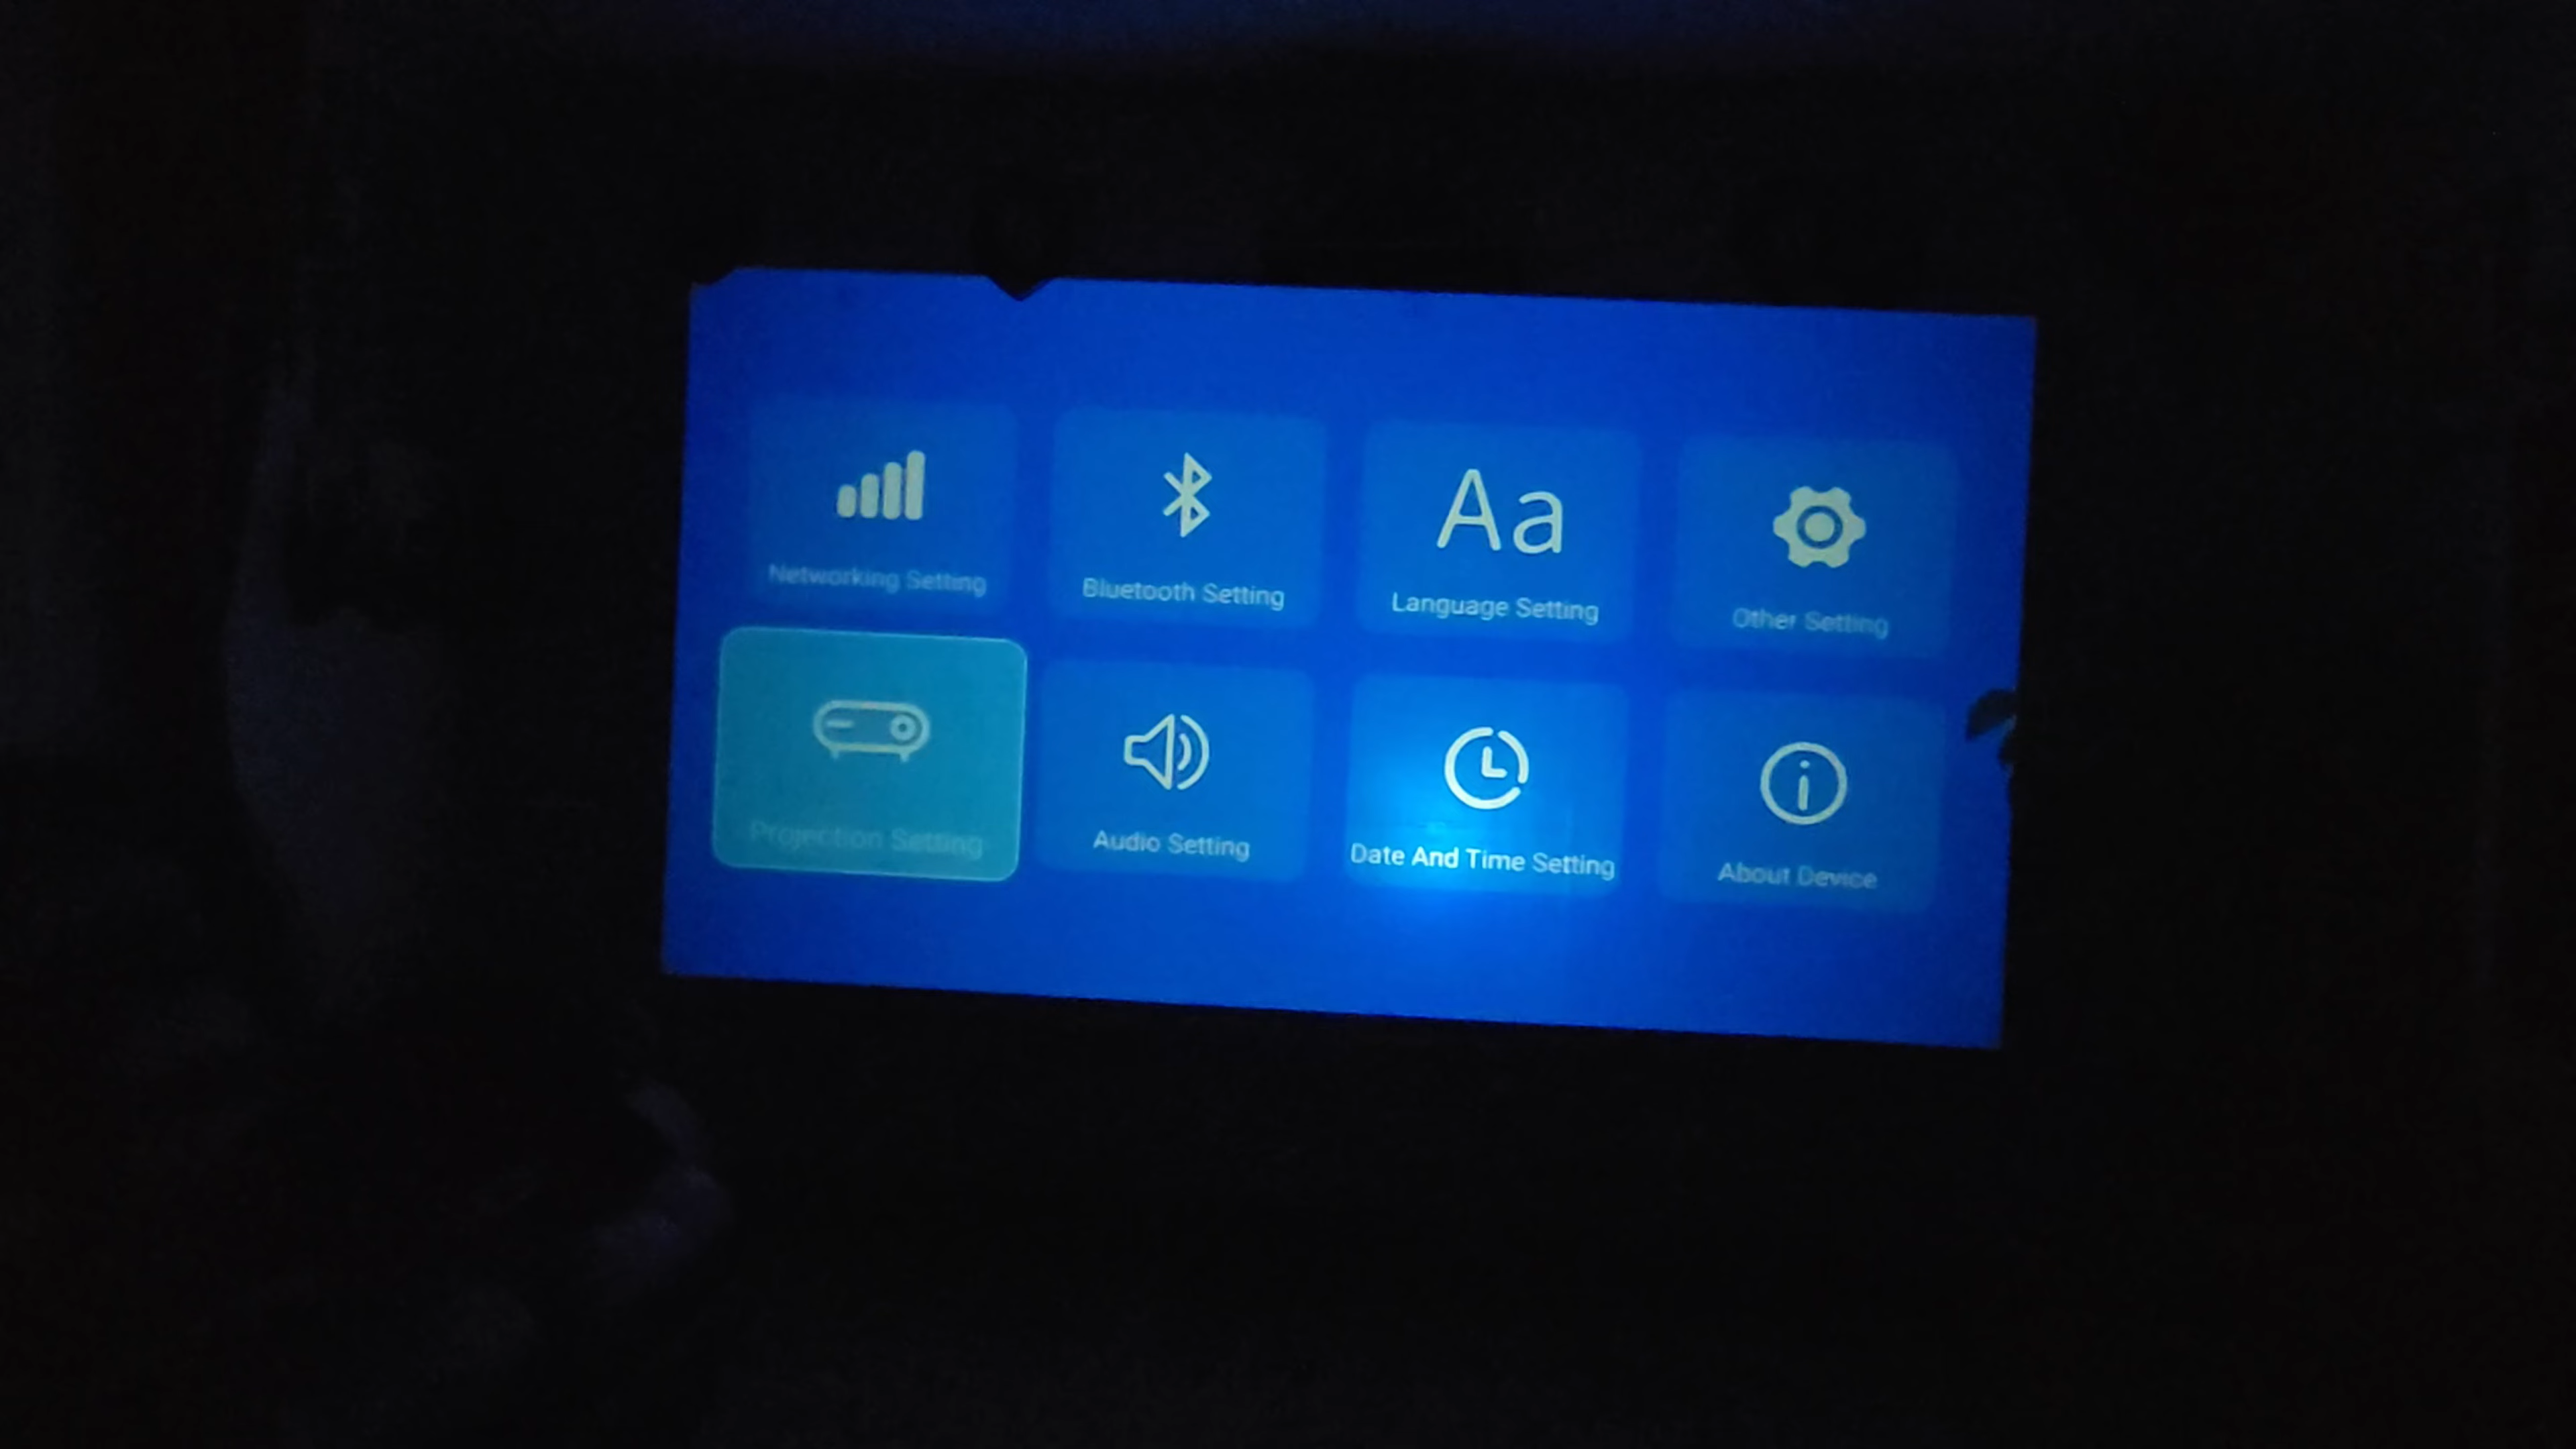 Networking Setting
Bluetooth Setting
Aa
Language Setting
Other Setting
Projection Setting
Audio Setting
Date And Time Setting
About Device